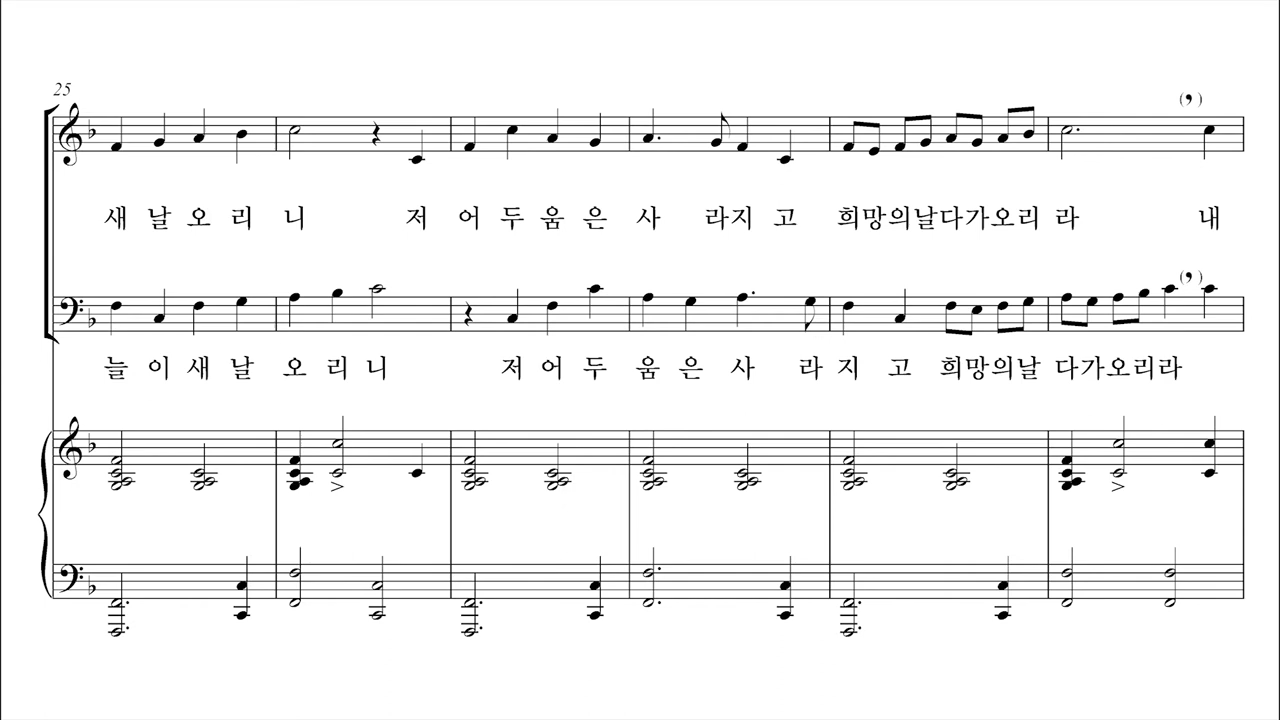 25
(❜)
새 날 오 리 니 저 어 두 움 은 사 라지 고 희망의날다가오리 라 내
(❜)
늘 이 새 날 오 리 니 저 어 두 움 은 사 라 지 고 희망의날 다가오리라